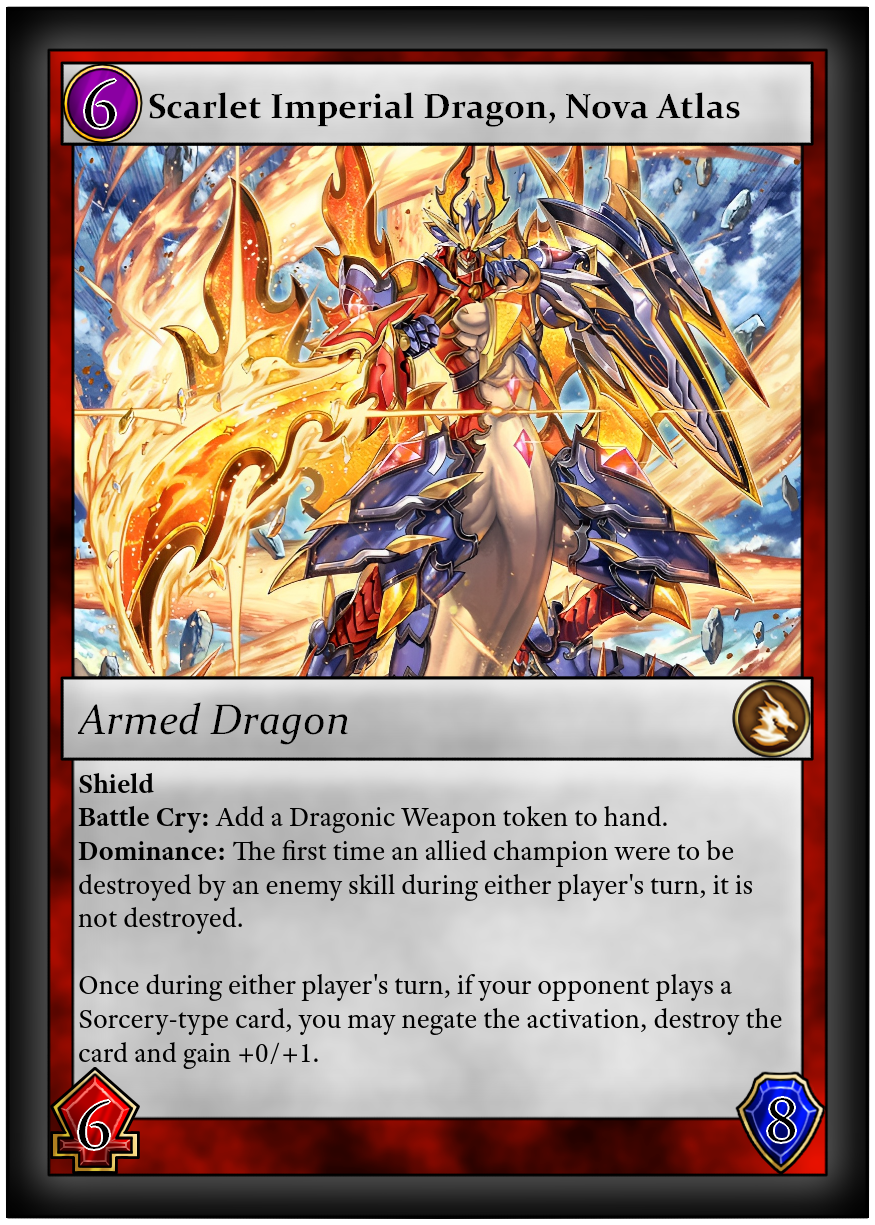 6 Scarlet Imperial Dragon, Nova Atlas
Armed Dragon
Shield
Battle Cry: Add a Dragonic Weapon token to hand.
Dominance: The first time an allied champion were to be
destroyed by an enemy skill during either player's turn, it is
not destroyed.
Once during either player's turn, if your opponent plays a
Sorcery-type card, you may negate the activation, destroy the
card and gain +0/+1.
6
8